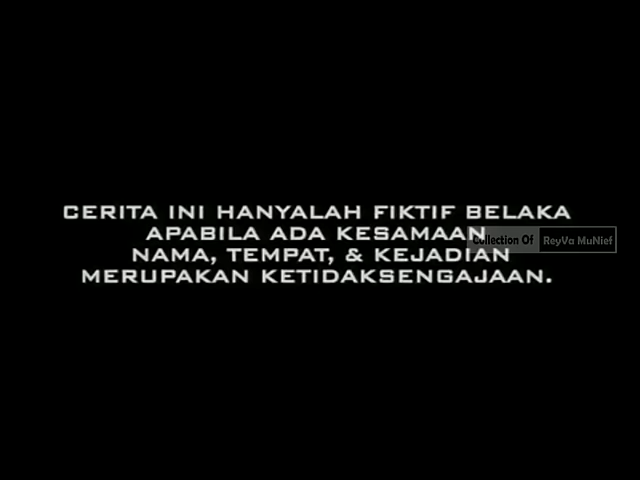 CERITA INI HANYALAH FIKTIF BELAKA
APABILA ADA KESAMAAN
NAMA, TEMPAT, & KEJADIAN
MERUPAKAN KETIDAKSENGAJAAN.
Collection Of ReyVa MuNief